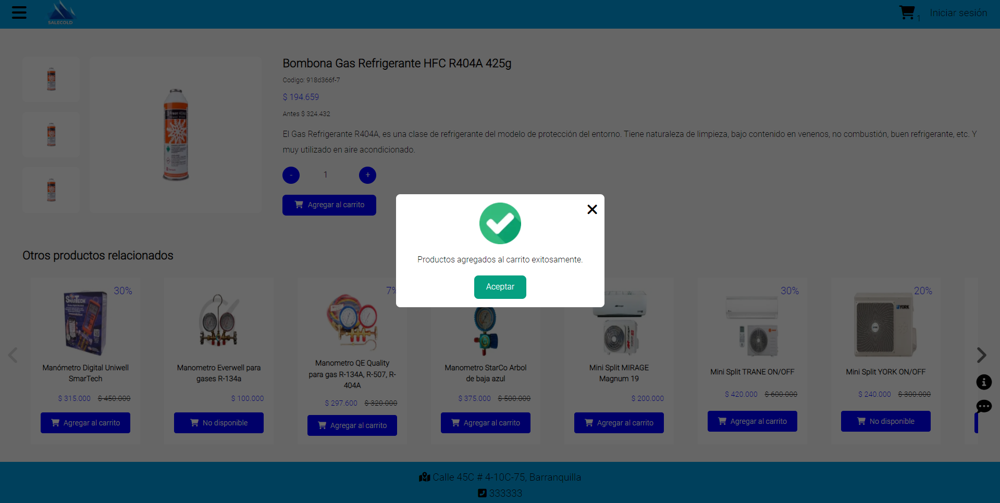 SALECOLD
1
Iniciar sesión
Bombona Gas Refrigerante HFC R404A 425g
Codigo: 918d366f-7
$ 194.659
Antes $ 324.432
El Gas Refrigerante R404A, es una clase de refrigerante del modelo de protección del entorno. Tiene naturaleza de limpieza, bajo contenido en venenos, no combustión, buen refrigerante, etc. Y
muy utilizado en aire acondicionado.
- 1 +
Agregar al carrito
Productos agregados al carrito exitosamente.
Aceptar
Otros productos relacionados
30%
SMARTECH
Manómetro Digital Uniwell
SmarTech
$ 315.000 $ 450.000
Agregar al carrito
Manometro Everwell para
gases R-134a
$ 100.000
No disponible
7%
Manometro QE Quality
para gas R-134A, R-507, R-
404A
$ 297.600 $ 320.000
Agregar al carrito
Manometro StarCo Arbol
de baja azul
$ 375.000 $ 500.000
Agregar al carrito
Mini Split MIRAGE
Magnum 19
$ 200.000
Agregar al carrito
30%
Mini Split TRANE ON/OFF
$ 420.000 $ 600.000
Agregar al carrito
20%
YORK
Mini Split YORK ON/OFF
$ 240.000 $ 300.000
No disponible
Calle 45C # 4-10C-75, Barranquilla
333333